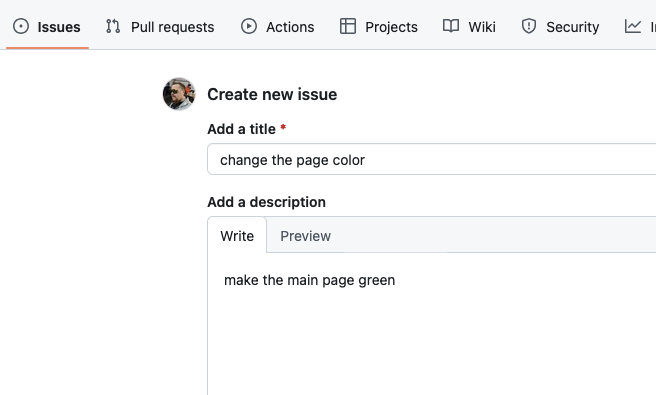 Issues Pull requests Actions Projects Wiki Security
Create new issue
Add a title *
change the page color
Add a description
Write Preview
make the main page green